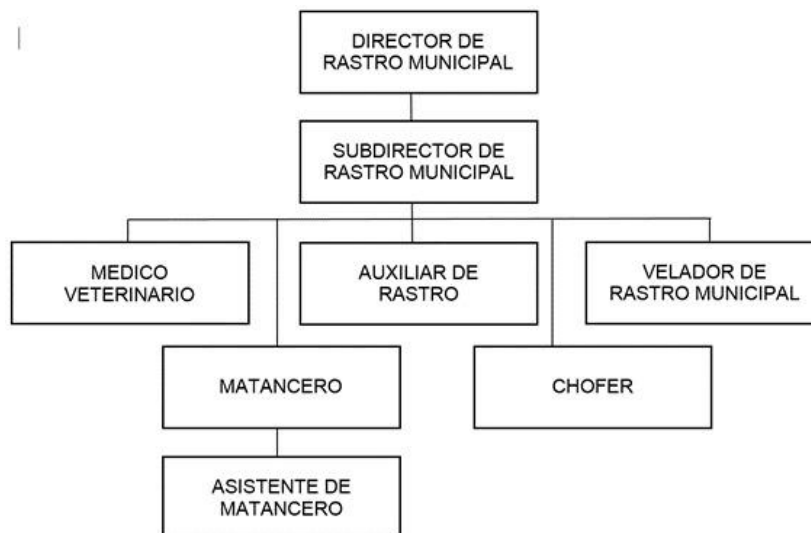 DIRECTOR DE
RASTRO MUNICIPAL
SUBDIRECTOR DE
RASTRO MUNICIPAL
MEDICO
VETERINARIO
AUXILIAR DE
RASTRO
VELADOR DE
RASTRO MUNICIPAL
MATANCERO
CHOFER
ASISTENTE DE
MATANCERO